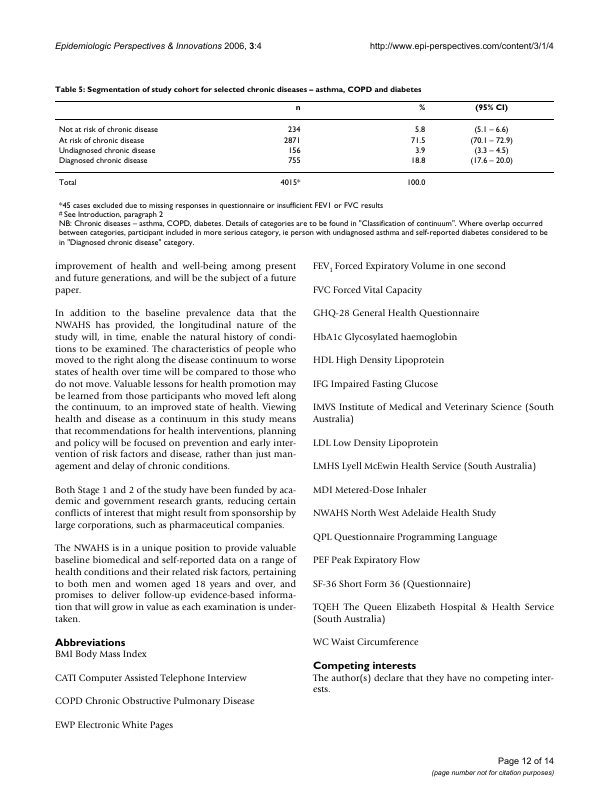 Epidemiologic Perspectives & Innovations 2006, 3:4 http://www.epi-perspectives.com/content/3/1/4
Table 5: Segmentation of study cohort for selected chronic diseases – asthma, COPD and diabetes
n % (95% CI)
Not at risk of chronic disease 234 5.8 (5.1 – 6.6)
At risk of chronic disease 2871 71.5 (70.1 – 72.9)
Undiagnosed chronic disease 156 3.9 (3.3 – 4.5)
Diagnosed chronic disease 755 18.8 (17.6 – 20.0)
Total 4015* 100.0
*45 cases excluded due to missing responses in questionnaire or insufficient FEV1 or FVC results
# See Introduction, paragraph 2
NB: Chronic diseases – asthma, COPD, diabetes. Details of categories are to be found in "Classification of continuum". Where overlap occurred
between categories, participant included in more serious category, ie person with undiagnosed asthma and self-reported diabetes considered to be
in "Diagnosed chronic disease" category.
improvement of health and well-being among present
and future generations, and will be the subject of a future
paper.
In addition to the baseline prevalence data that the
NWAHS has provided, the longitudinal nature of the
study will, in time, enable the natural history of condi-
tions to be examined. The characteristics of people who
moved to the right along the disease continuum to worse
states of health over time will be compared to those who
do not move. Valuable lessons for health promotion may
be learned from those participants who moved left along
the continuum, to an improved state of health. Viewing
health and disease as a continuum in this study means
that recommendations for health interventions, planning
and policy will be focused on prevention and early inter-
vention of risk factors and disease, rather than just man-
agement and delay of chronic conditions.
Both Stage 1 and 2 of the study have been funded by aca-
demic and government research grants, reducing certain
conflicts of interest that might result from sponsorship by
large corporations, such as pharmaceutical companies.
The NWAHS is in a unique position to provide valuable
baseline biomedical and self-reported data on a range of
health conditions and their related risk factors, pertaining
to both men and women aged 18 years and over, and
promises to deliver follow-up evidence-based informa-
tion that will grow in value as each examination is under-
taken.
Abbreviations
BMI Body Mass Index
CATI Computer Assisted Telephone Interview
COPD Chronic Obstructive Pulmonary Disease
EWP Electronic White Pages
FEV1 Forced Expiratory Volume in one second
FVC Forced Vital Capacity
GHQ-28 General Health Questionnaire
HbA1c Glycosylated haemoglobin
HDL High Density Lipoprotein
IFG Impaired Fasting Glucose
IMVS Institute of Medical and Veterinary Science (South
Australia)
LDL Low Density Lipoprotein
LMHS Lyell McEwin Health Service (South Australia)
MDI Metered-Dose Inhaler
NWAHS North West Adelaide Health Study
QPL Questionnaire Programming Language
PEF Peak Expiratory Flow
SF-36 Short Form 36 (Questionnaire)
TQEH The Queen Elizabeth Hospital & Health Service
(South Australia)
WC Waist Circumference
Competing interests
The author(s) declare that they have no competing inter-
ests.
Page 12 of 14
(page number not for citation purposes)